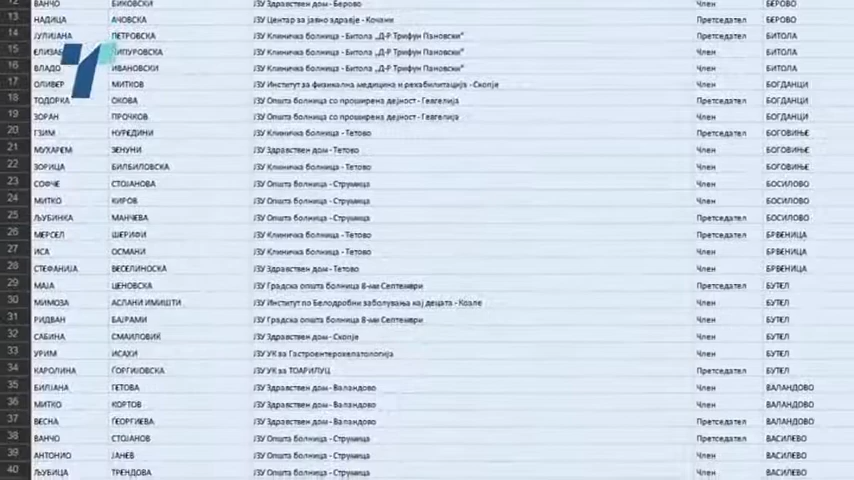 12 ВАНЧО БИКОВСКИ ЈЗУ Здравствен дом - Берово Член БЕРОВО
13 НАДИЦА АЧОВСКА ЈЗУ Центар за јавно здравје - Кочани Претседател БЕРОВО
14 ЈУЛИЈАНА ПЕТРОВСКА ЈЗУ Клиничка болница - Битола „Д-Р Трифун Пановски" Претседател БИТОЛА
15 ЈЗУ Клиничка болница - Битола „Д-Р Трифун Пановски" Член БИТОЛА
16 ВЛАДО ИВАНОВСКИ ЈЗУ Клиничка болница - Битола „Д-Р Трифун Пановски" Член БИТОЛА
17 ОЛИВЕР МИТКОВ ЈЗУ Институт за физикална медицина и рехабилитација - Скопје Член БОГДАНЦИ
18 ТОДОРКА ОКОВА ЈЗУ Општа болница со проширена дејност - Гевгелија Претседател БОГДАНЦИ
19 ЗОРАН ПРОЧКОВ ЈЗУ Општа болница со проширена дејност - Гевгелија Член БОГДАНЦИ
20 ГЗИМ НУРЕДИНИ ЈЗУ Клиничка болница - Тетово Претседател БОГОВИЊЕ
21 МУХАРЕМ ЗЕНУНИ ЈЗУ Здравствен дом - Тетово Член БОГОВИЊЕ
22 ЗОРИЦА БИЛБИЛОВСКА ЈЗУ Клиничка болница - Тетово Член БОГОВИЊЕ
23 СОФЧЕ СТОЈАНОВА ЈЗУ Општа болница - Струмица Член БОСИЛОВО
24 МИТКО КИРОВ ЈЗУ Општа болница - Струмица Член БОСИЛОВО
25 ЉУБИНКА МАНЧЕВА ЈЗУ Општа болница - Струмица Претседател БОСИЛОВО
26 МЕРСЕЛ ШЕРИФИ ЈЗУ Клиничка болница - Тетово Претседател БРВЕНИЦА
27 ИСА ОСМАНИ ЈЗУ Клиничка болница - Тетово Член БРВЕНИЦА
28 СТЕФАНИЈА ВЕСЕЛИНОСКА ЈЗУ Здравствен дом - Тетово Член БРВЕНИЦА
29 МАЈА ЦЕНОВСКА ЈЗУ Градска општа болница 8-ми Септември Претседател БУТЕЛ
30 МИМОЗА АСЛАНИ ИМИШТИ ЈЗУ Институт по Белодробни заболувања кај децата - Козле Член БУТЕЛ
31 РИДВАН БАЈРАМИ ЈЗУ Градска општа болница 8-ми Септември Член БУТЕЛ
32 САБИНА СМАИЛОВИЌ ЈЗУ Здравствен дом - Скопје Член БУТЕЛ
33 УРИМ ИСАХИ ЈЗУ УК за Гастроентерохепатологија Член БУТЕЛ
34 КАРОЛИНА ЃОРГИЈОВСКА ЈЗУ УК за ТОАРИЛУЦ Претседател БУТЕЛ
35 БИЛЈАНА ГЕТОВА ЈЗУ Здравствен дом - Валандово Член ВАЛАНДОВО
36 МИТКО КОРТОВ ЈЗУ Здравствен дом - Валандово Член ВАЛАНДОВО
37 ВЕСНА ЃЕОРГИЕВА ЈЗУ Здравствен дом - Валандово Претседател ВАЛАНДОВО
38 ВАНЧО СТОЈАНОВ ЈЗУ Општа болница - Струмица Претседател ВАСИЛЕВО
39 АНТОНИО ЈАНЕВ ЈЗУ Општа болница - Струмица Член ВАСИЛЕВО
40 ЉУБИЦА ТРЕНДОВА ЈЗУ Општа болница - Струмица Член ВАСИЛЕВО